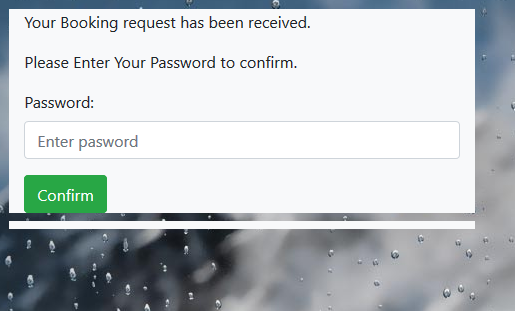 Your Booking request has been received.
Please Enter Your Password to confirm.
Password:
Enter pasword
Confirm